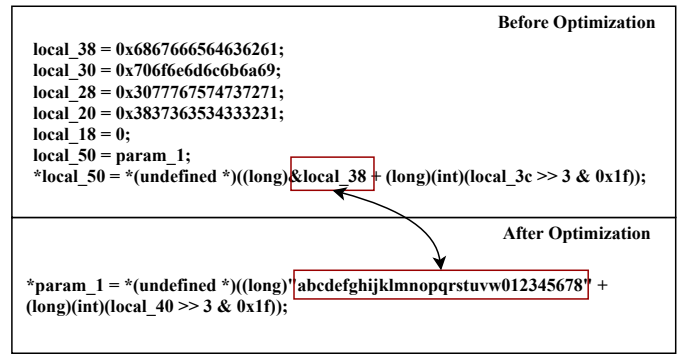 Before Optimization
local_38 = 0x6867666564636261;
local_30 = 0x706f6e6d6c6b6a69;
local_28 = 0x3077767574737271;
local_20 = 0x3837363534333231;
local_18 = 0;
local_50 = param_1;
*local_50 = *(undefined *)((long)&local_38 + (long)(int)(local_3c >> 3 & 0x1f));
After Optimization
*param_1 = *(undefined *)((long)"abcdefghijklmnopqrstuvw012345678" +
(long)(int)(local_40 >> 3 & 0x1f));